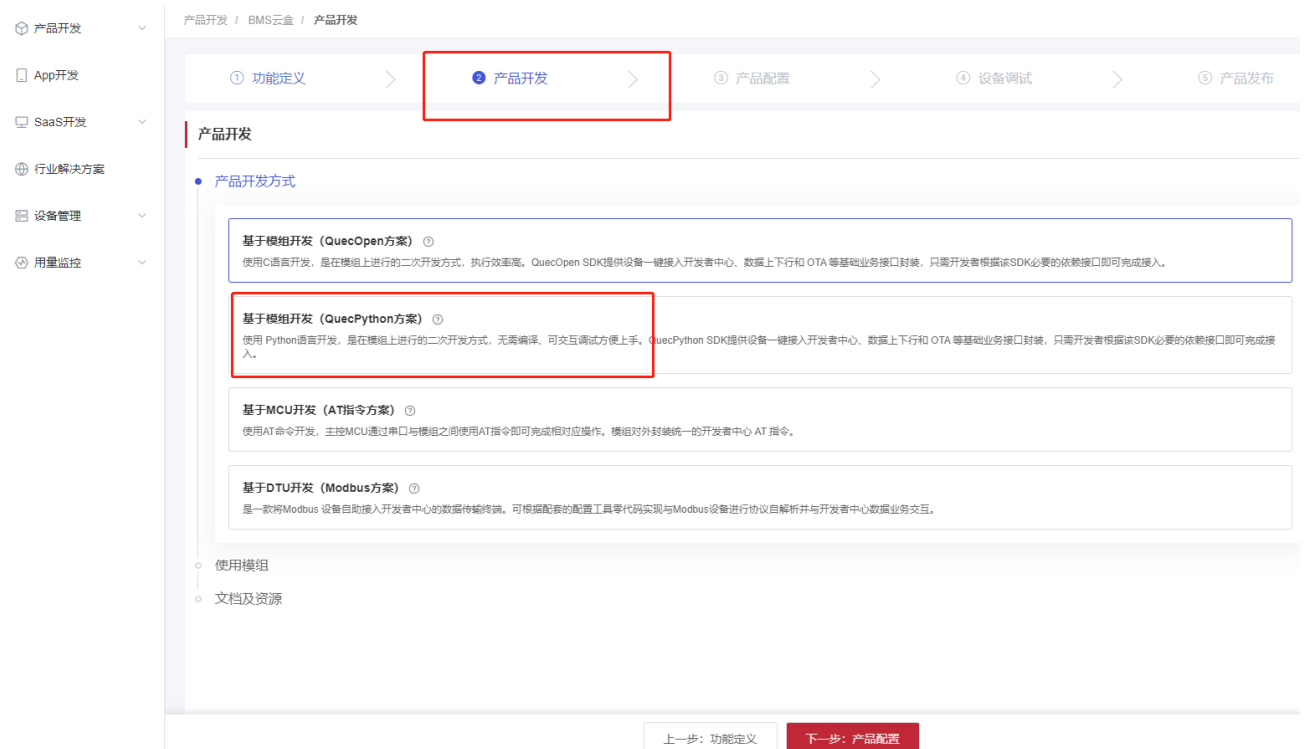 产品开发
App开发
SaaS开发
行业解决方案
设备管理
用量监控
产品开发 / BMS云盒 / 产品开发
① 功能定义
② 产品开发
③ 产品配置
④ 设备调试
⑤ 产品发布
产品开发
产品开发方式
基于模组开发（QuecOpen方案）
使用C语言开发，是在模组上进行的二次开发方式，执行效率高。QuecOpen SDK提供设备一键接入开发者中心、数据上下行和 OTA 等基础业务接口封装，只需开发者根据该SDK必要的依赖接口即可完成接入。
基于模组开发（QuecPython方案）
使用 Python语言开发，是在模组上进行的二次开发方式，无需编译、可交互调试方便上手。QuecPython SDK提供设备一键接入开发者中心、数据上下行和 OTA 等基础业务接口封装，只需开发者根据该SDK必要的依赖接口即可完成接
入。
基于MCU开发（AT指令方案）
使用AT命令开发，主控MCU通过串口与模组之间使用AT指令即可完成相对应操作。模组对外封装统一的开发者中心 AT 指令。
基于DTU开发（Modbus方案）
是一款将Modbus 设备自助接入开发者中心的数据传输终端。可根据配套的配置工具零代码实现与Modbus设备进行协议自解析并与开发者中心数据业务交互。
使用模组
文档及资源
上一步：功能定义
下一步：产品配置